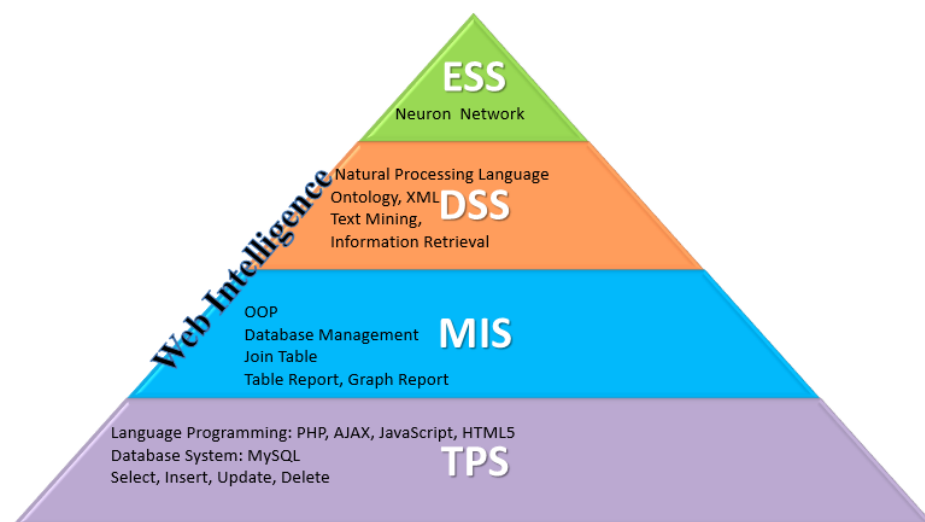 ESS
Neuron Network
Natural Processing Language
Ontology, XML
DSS
Text Mining,
Information Retrieval
Web Intelligence
OOP
Database Management
MIS
Join Table
Table Report, Graph Report
Language Programming: PHP, AJAX, JavaScript, HTML5
Database System: MySQL
TPS
Select, Insert, Update, Delete